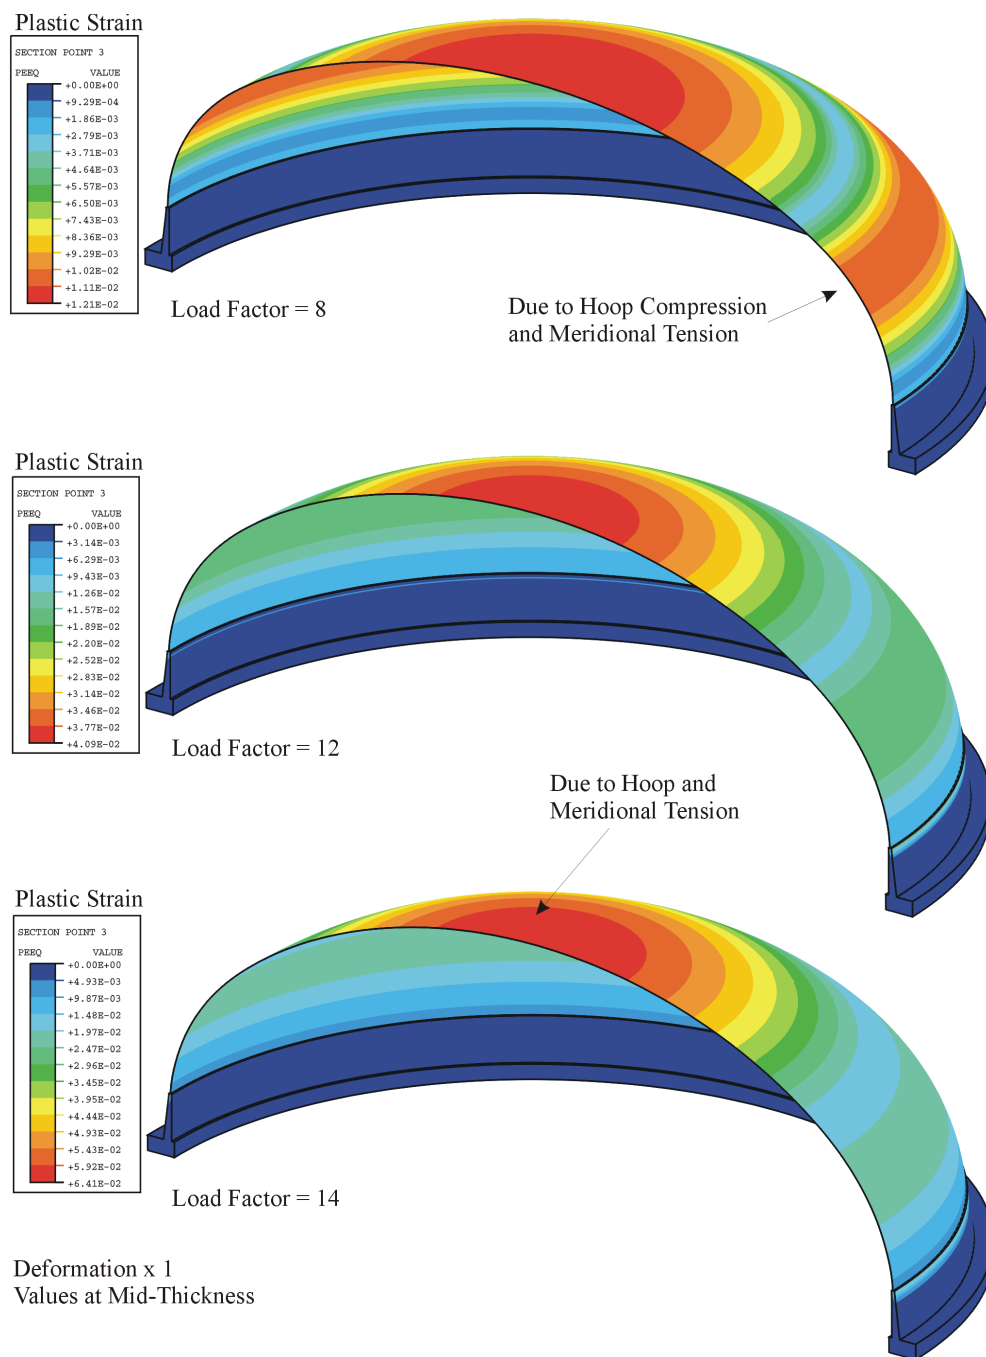 Plastic Strain
SECTION POINT 3
PEEQ VALUE
+0.00E+00
+9.29E-04
+1.86E-03
+2.79E-03
+3.71E-03
+4.64E-03
+5.57E-03
+6.50E-03
+7.43E-03
+8.36E-03
+9.29E-03
+1.02E-02
+1.11E-02
+1.21E-02
Load Factor = 8
Due to Hoop Compression
and Meridional Tension
Plastic Strain
SECTION POINT 3
PEEQ VALUE
+0.00E+00
+3.14E-03
+6.29E-03
+9.43E-03
+1.26E-02
+1.57E-02
+1.89E-02
+2.20E-02
+2.52E-02
+2.83E-02
+3.14E-02
+3.46E-02
+3.77E-02
+4.09E-02
Load Factor = 12
Due to Hoop and
Meridional Tension
Plastic Strain
SECTION POINT 3
PEEQ VALUE
+0.00E+00
+4.93E-03
+9.87E-03
+1.48E-02
+1.97E-02
+2.47E-02
+2.96E-02
+3.45E-02
+3.95E-02
+4.44E-02
+4.93E-02
+5.43E-02
+5.92E-02
+6.41E-02
Load Factor = 14
Deformation x 1
Values at Mid-Thickness